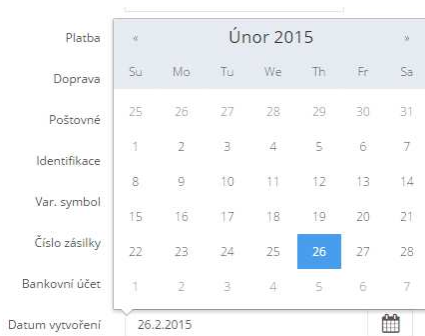 Platba
Doprava
Poštovné
Identifikace
Var. symbol
Číslo zásilky
Bankovní účet
Datum vytvoření
« Únor 2015 »
Su Mo Tu We Th Fr Sa
25 26 27 28 29 30 31
1 2 3 4 5 6 7
8 9 10 11 12 13 14
15 16 17 18 19 20 21
22 23 24 25 26 27 28
1 2 3 4 5 6 7
26.2.2015